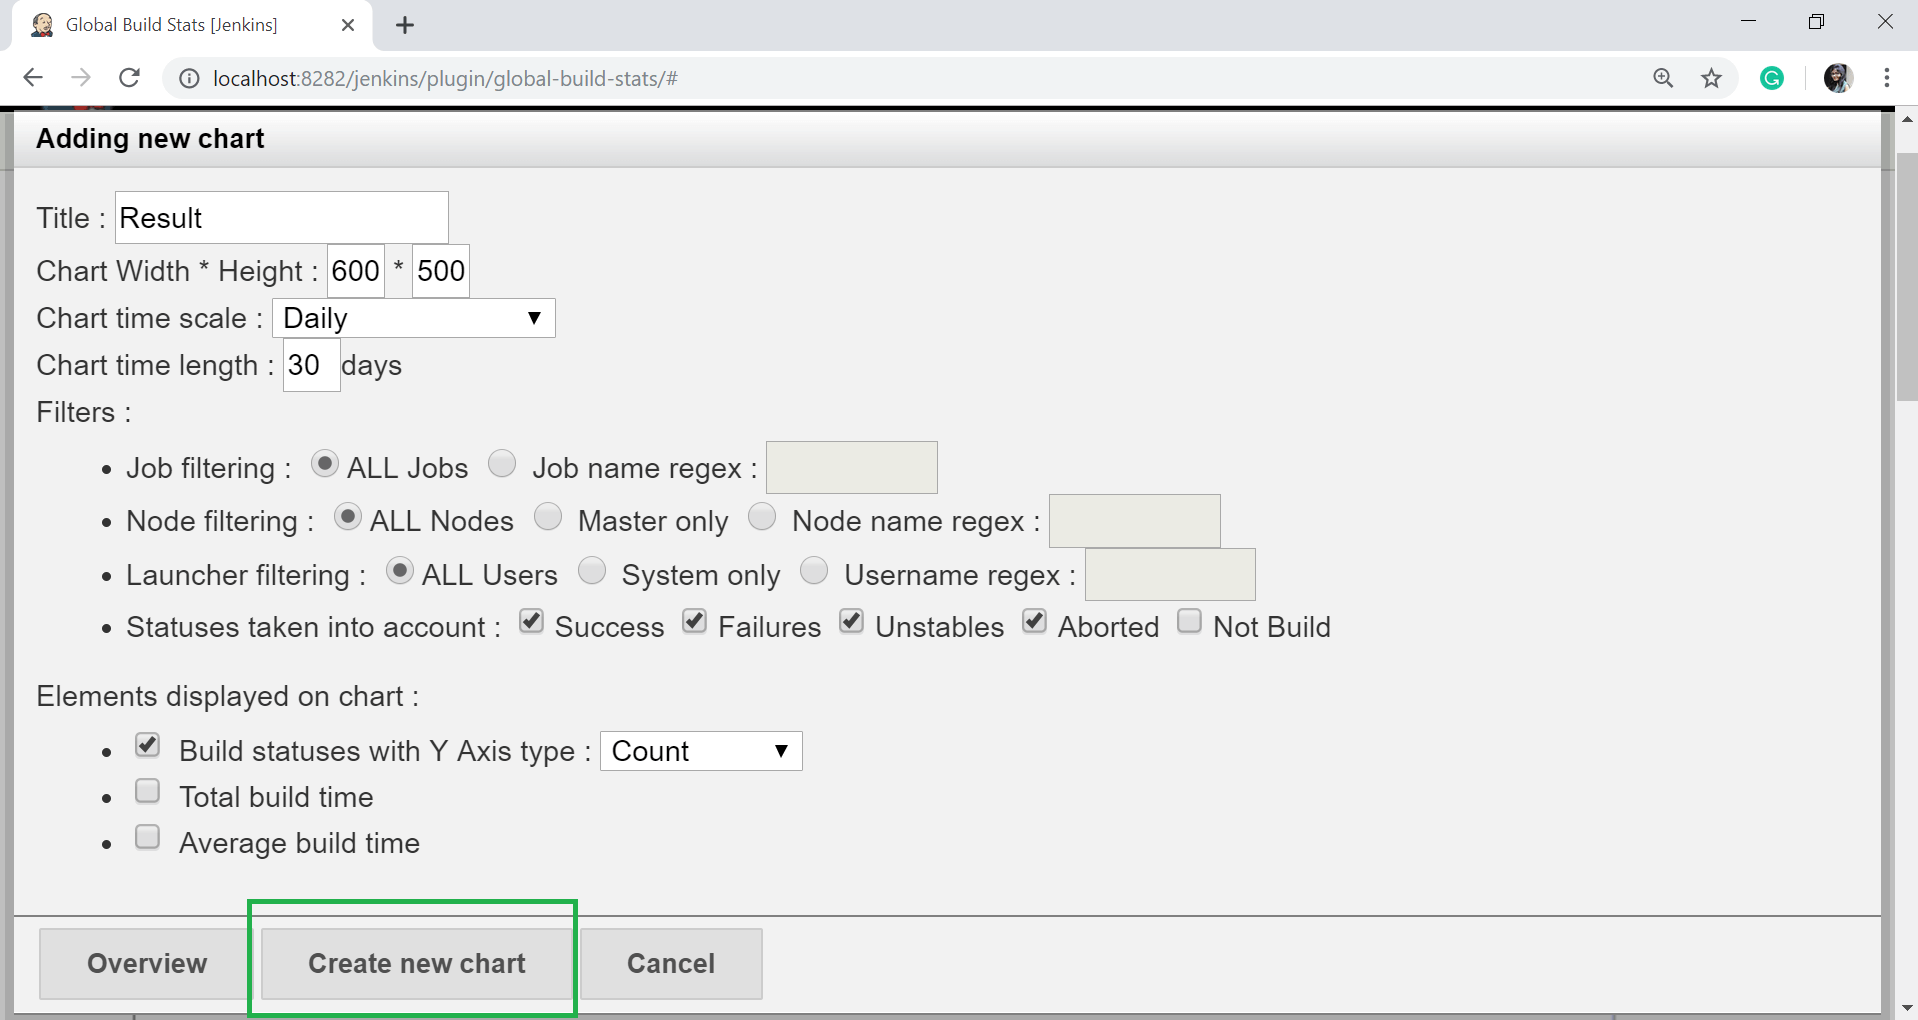 Global Build Stats [Jenkins]
localhost:8282/jenkins/plugin/global-build-stats/#
Adding new chart
Title : Result
Chart Width * Height : 600 * 500
Chart time scale : Daily
Chart time length : 30 days
Filters :
• Job filtering : ALL Jobs Job name regex :
• Node filtering : ALL Nodes Master only Node name regex :
• Launcher filtering : ALL Users System only Username regex :
• Statuses taken into account : Success Failures Unstables Aborted Not Build
Elements displayed on chart :
• Build statuses with Y Axis type : Count
• Total build time
• Average build time
Overview Create new chart Cancel